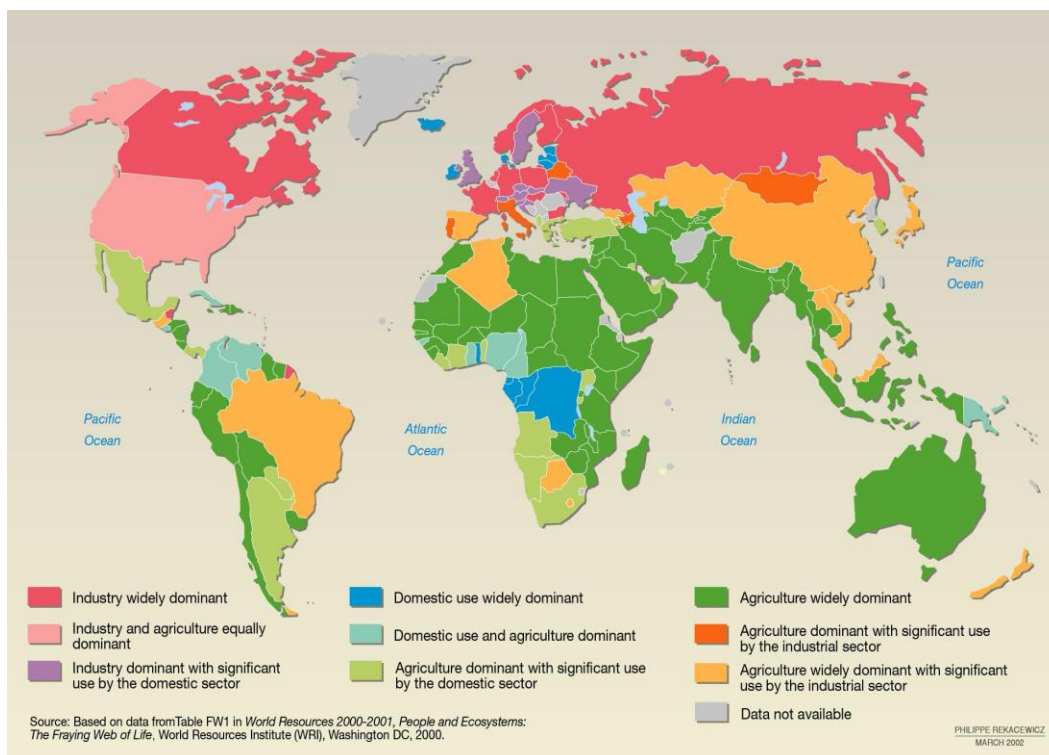 Pacific
Ocean
Pacific
Ocean
Atlantic
Ocean
Indian
Ocean
Industry widely dominant
Industry and agriculture equally
dominant
Industry dominant with significant
use by the domestic sector
Domestic use widely dominant
Domestic use and agriculture dominant
Agriculture dominant with significant use
by the domestic sector
Agriculture widely dominant
Agriculture dominant with significant use
by the industrial sector
Agriculture widely dominant with significant
use by the industrial sector
Data not available
Source: Based on data fromTable FW1 in World Resources 2000-2001, People and Ecosystems:
The Fraying Web of Life, World Resources Institute (WRI), Washington DC, 2000.
PHILIPPE REKACEWICZ
MARCH 2002